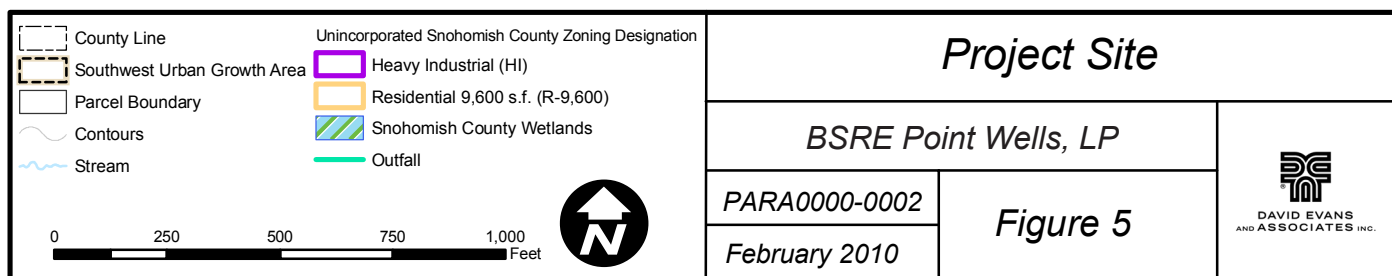 County Line
Southwest Urban Growth Area
Parcel Boundary
Contours
Stream
Unincorporated Snohomish County Zoning Designation
Heavy Industrial (HI)
Residential 9,600 s.f. (R-9,600)
Snohomish County Wetlands
Outfall
0 250 500 750 1,000
Feet
N
Project Site
BSRE Point Wells, LP
PARA0000-0002
February 2010
Figure 5
®
DAVID EVANS
AND ASSOCIATES INC.